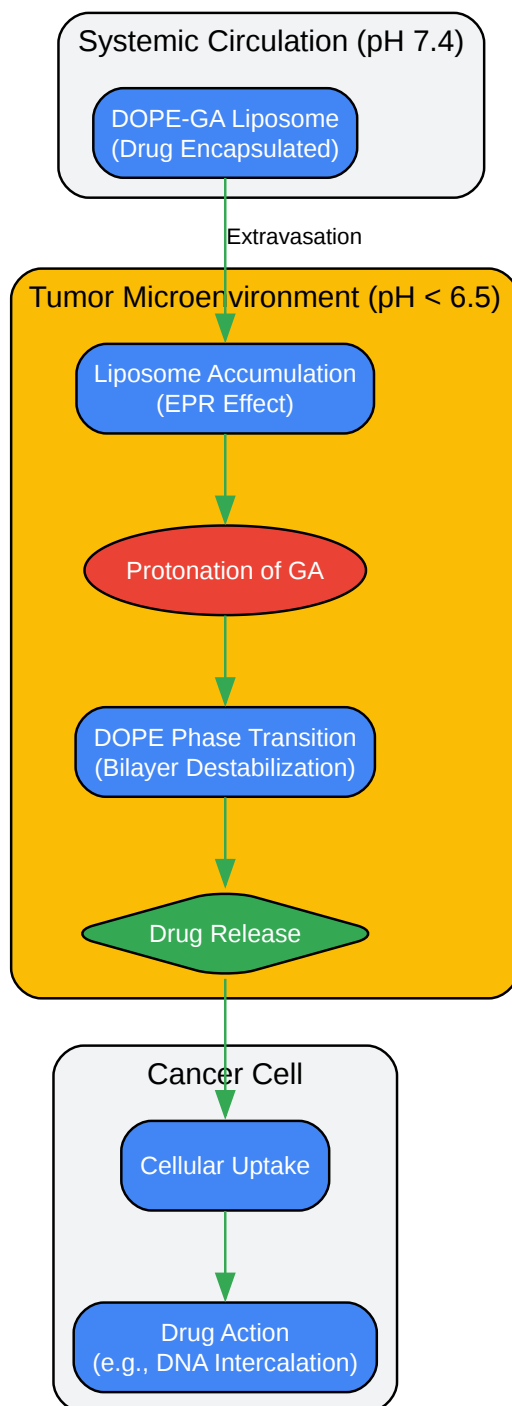 Systemic Circulation (pH 7.4)
DOPE-GA Liposome
(Drug Encapsulated)
Extravasation
Tumor Microenvironment (pH < 6.5)
Liposome Accumulation
(EPR Effect)
Protonation of GA
DOPE Phase Transition
(Bilayer Destabilization)
Drug Release
Cancer Cell
Cellular Uptake
Drug Action
(e.g., DNA Intercalation)